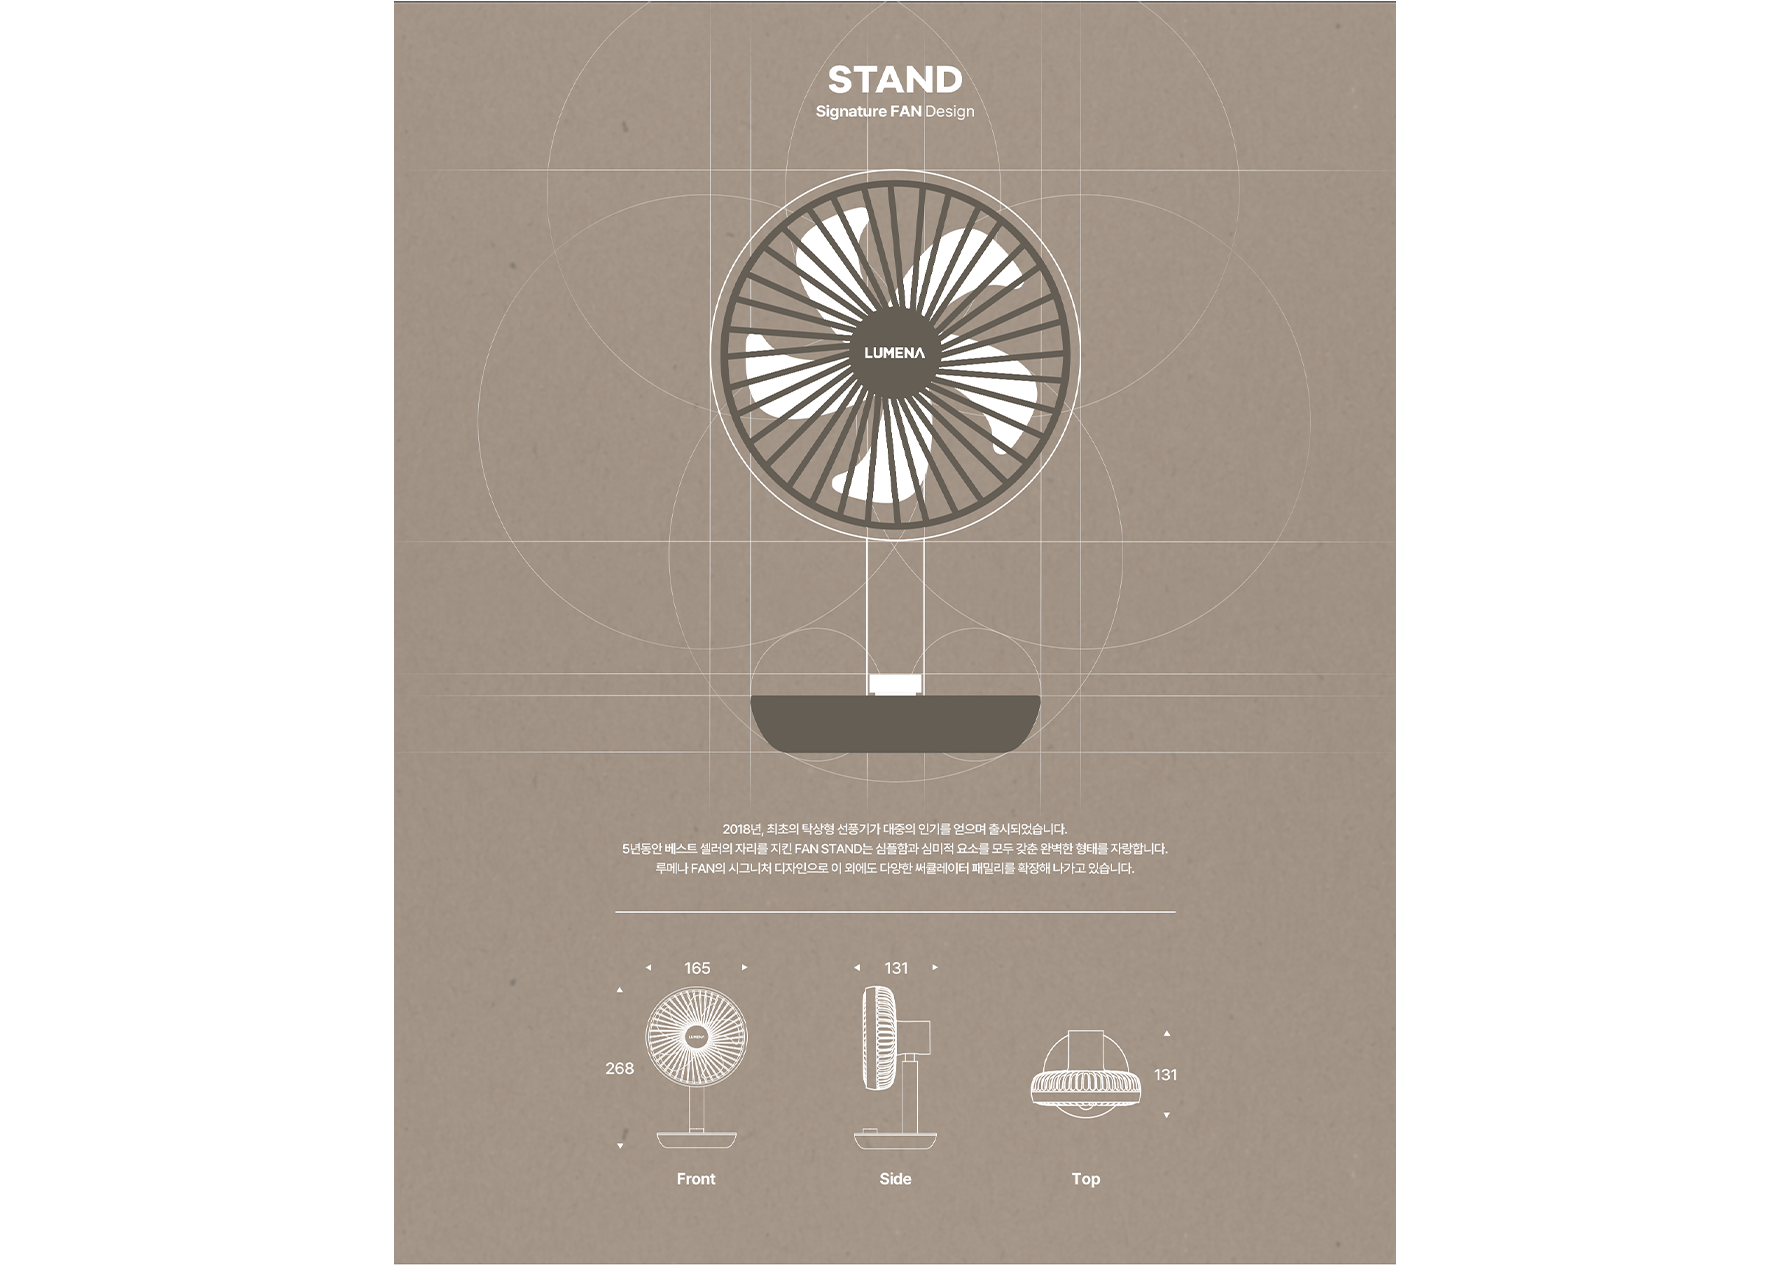 STAND
Signature FAN Design
LUMENA
2018년, 최초의 탁상형 선풍기가 대중의 인기를 얻으며 출시되었습니다.
5년동안 베스트 셀러의 자리를 지킨 FAN STAND는 심플함과 심미적 요소를 모두 갖춘 완벽한 형태를 자랑합니다.
루메나 FAN의 시그니처 디자인으로 이 외에도 다양한 써큘레이터 패밀리를 확장해 나가고 있습니다.
165
131
268
LUMENA
131
Front
Side
Top